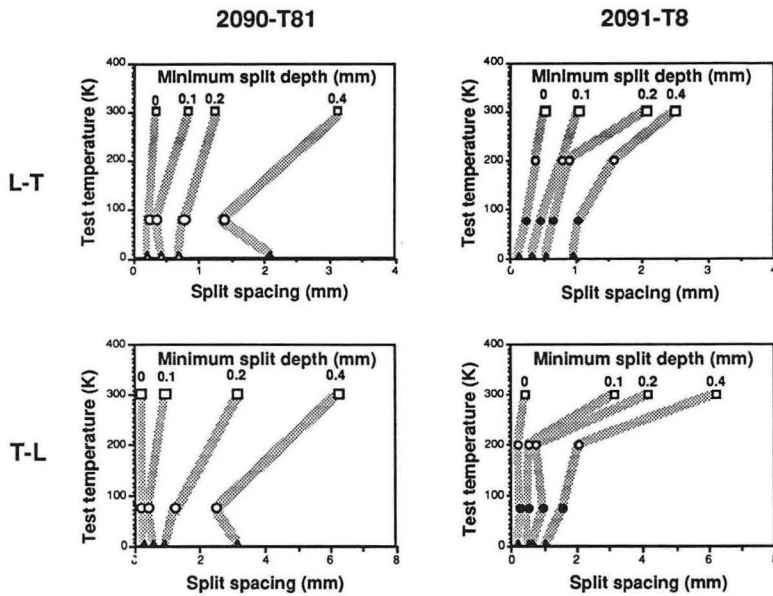 2090-T81
2091-T8
L-T
Test temperature (K)
400
300
200
100
0
Minimum split depth (mm)
0 0.1 0.2 0.4
0 1 2 3 4
Split spacing (mm)
Test temperature (K)
400
300
200
100
0
Minimum split depth (mm)
0 0.1 0.2 0.4
0 1 2 3 4
Split spacing (mm)
T-L
Test temperature (K)
400
300
200
100
0
Minimum split depth (mm)
0 0.1 0.2 0.4
2 4 6 8
Split spacing (mm)
Test temperature (K)
400
300
200
100
0
Minimum split depth (mm)
0 0.1 0.2 0.4
0 2 4 6 8
Split spacing (mm)